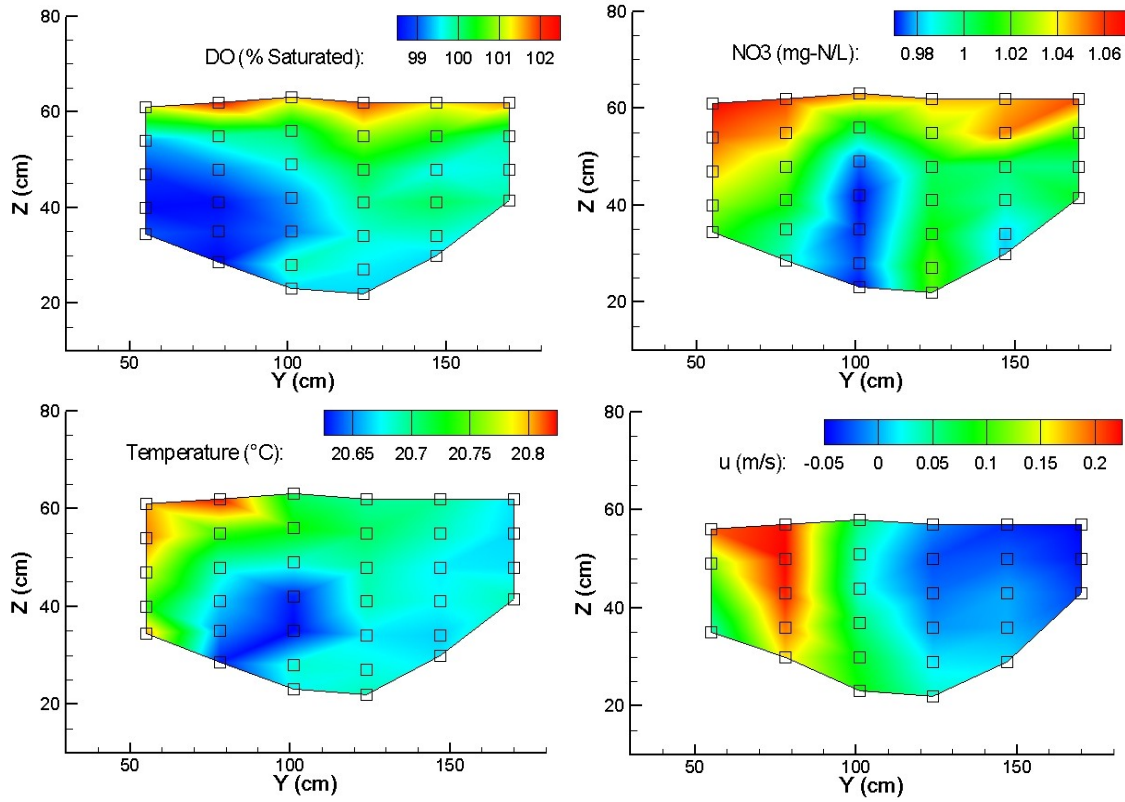 DO (% Saturated): 99 100 101 102
80
60
40
20
Z (cm)
50 100 150
Y (cm)
NO3 (mg-N/L): 0.98 1 1.02 1.04 1.06
80
60
40
20
Z (cm)
50 100 150
Y (cm)
Temperature (°C): 20.65 20.7 20.75 20.8
80
60
40
20
Z (cm)
50 100 150
Y (cm)
u (m/s): -0.05 0 0.05 0.1 0.15 0.2
80
60
40
20
Z (cm)
50 100 150
Y (cm)